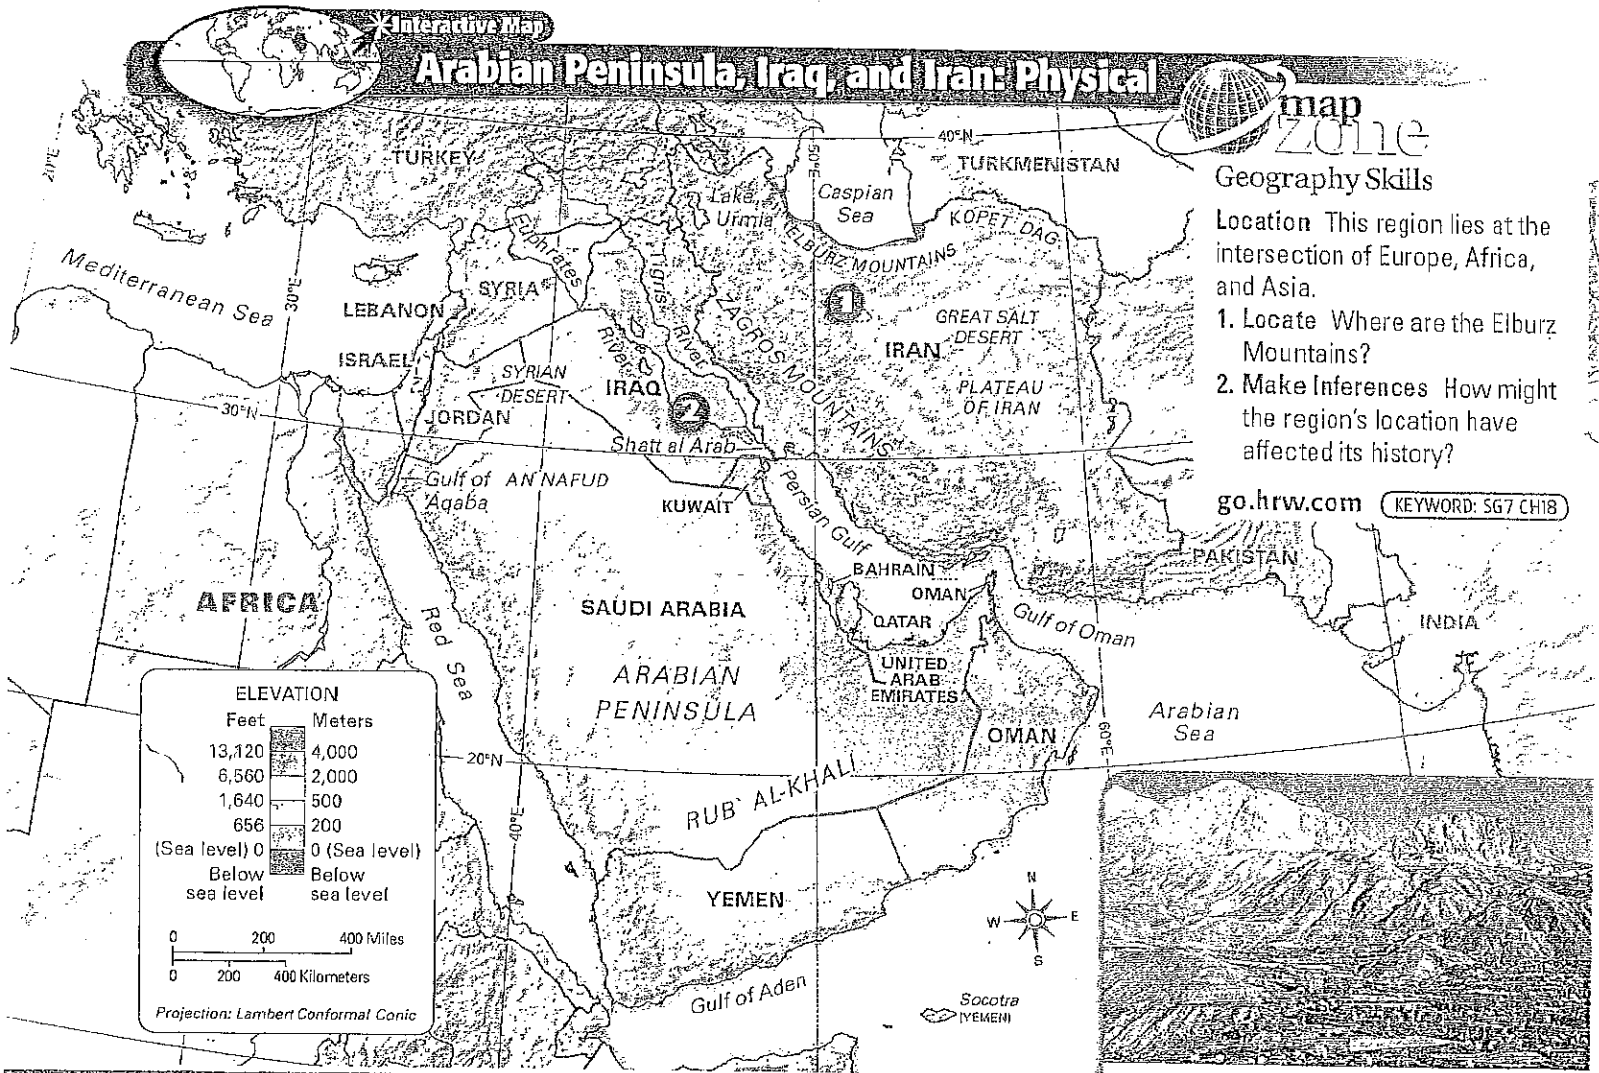 Interactive Map
Arabian Peninsula, Iraq, and Iran: Physical
map
zone
Geography Skills
Location This region lies at the
intersection of Europe, Africa,
and Asia.
1. Locate Where are the Elburz
Mountains?
2. Make Inferences How might
the region's location have
affected its history?
go.hrw.com KEYWORD: SG7 CH18
20°E
30°E
40°N
50°E
TURKEY
TURKMENISTAN
Lake
Urmia
Caspian
Sea
KOPET DAG
ELBURZ MOUNTAINS
Mediterranean Sea
Euphrates
River
Tigris
River
SYRIA
LEBANON
ISRAEL
1
ZAGROS MOUNTAINS
GREAT SALT
DESERT
IRAN
PLATEAU
OF IRAN
SYRIAN
DESERT
IRAQ
2
JORDAN
30°N
Shatt al Arab
Gulf of
Aqaba
AN NAFUD
KUWAIT
Persian Gulf
PAKISTAN
BAHRAIN
OMAN
QATAR
Gulf of Oman
INDIA
AFRICA
SAUDI ARABIA
Red Sea
UNITED
ARAB
EMIRATES
ARABIAN
PENINSULA
OMAN
60°E
Arabian
Sea
20°N
RUB' AL-KHALI
40°E
YEMEN
N
W E
S
Gulf of Aden
Socotra
(YEMEN)
ELEVATION
Feet Meters
13,120 4,000
6,560 2,000
1,640 500
656 200
(Sea level) 0 0 (Sea level)
Below Below
sea level sea level
0 200 400 Miles
0 200 400 Kilometers
Projection: Lambert Conformal Conic